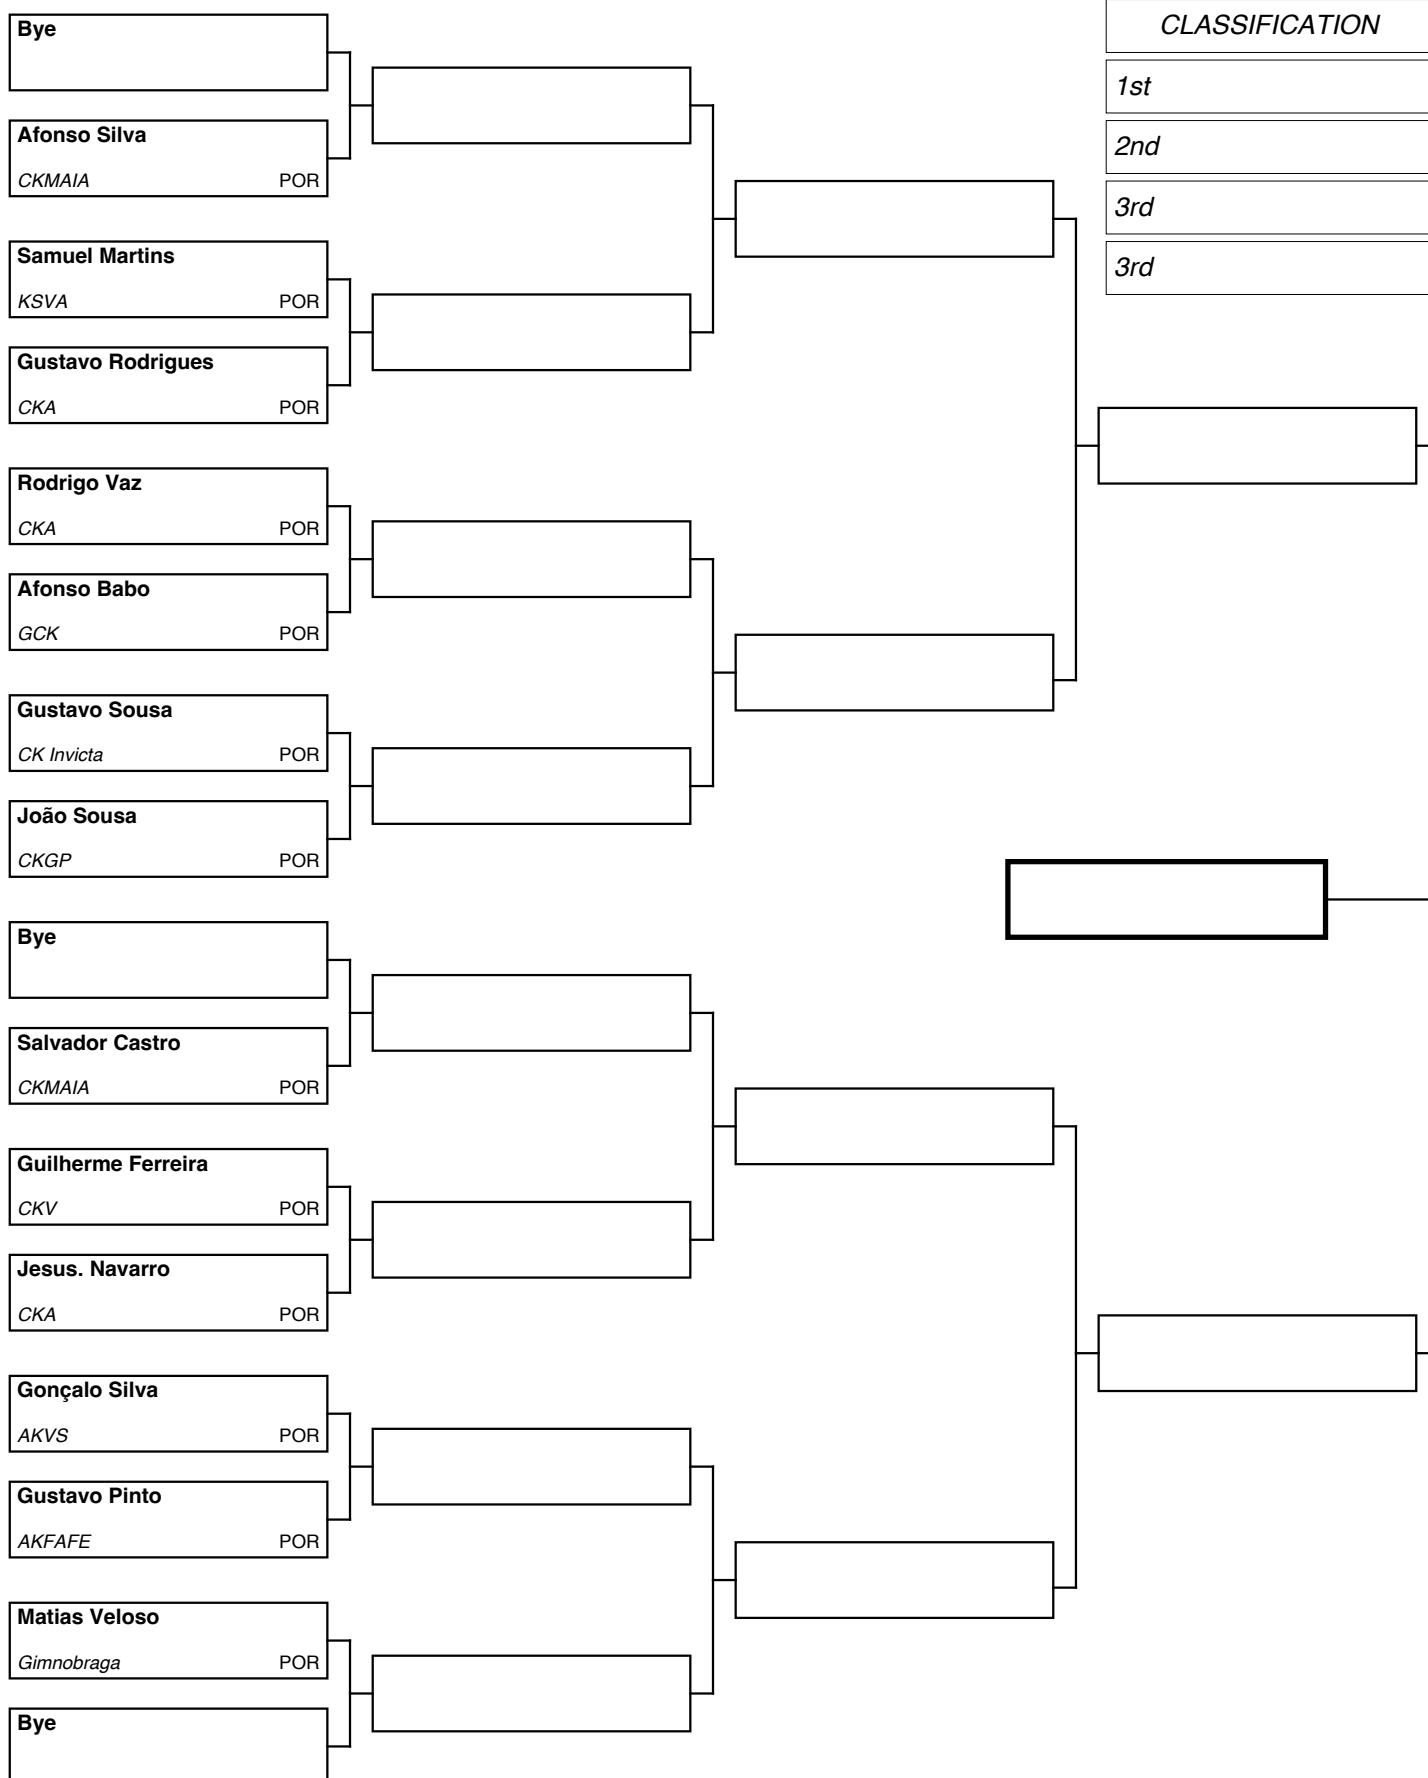 Bye
Afonso Silva
CKMAIA POR
Samuel Martins
KSVA POR
Gustavo Rodrigues
CKA POR
Rodrigo Vaz
CKA POR
Afonso Babo
GCK POR
Gustavo Sousa
CK Invicta POR
João Sousa
CKGP POR
Bye
Salvador Castro
CKMAIA POR
Guilherme Ferreira
CKV POR
Jesus. Navarro
CKA POR
Gonçalo Silva
AKVS POR
Gustavo Pinto
AKFAFE POR
Matias Veloso
Gimnobraga POR
Bye
CLASSIFICATION
1st
2nd
3rd
3rd